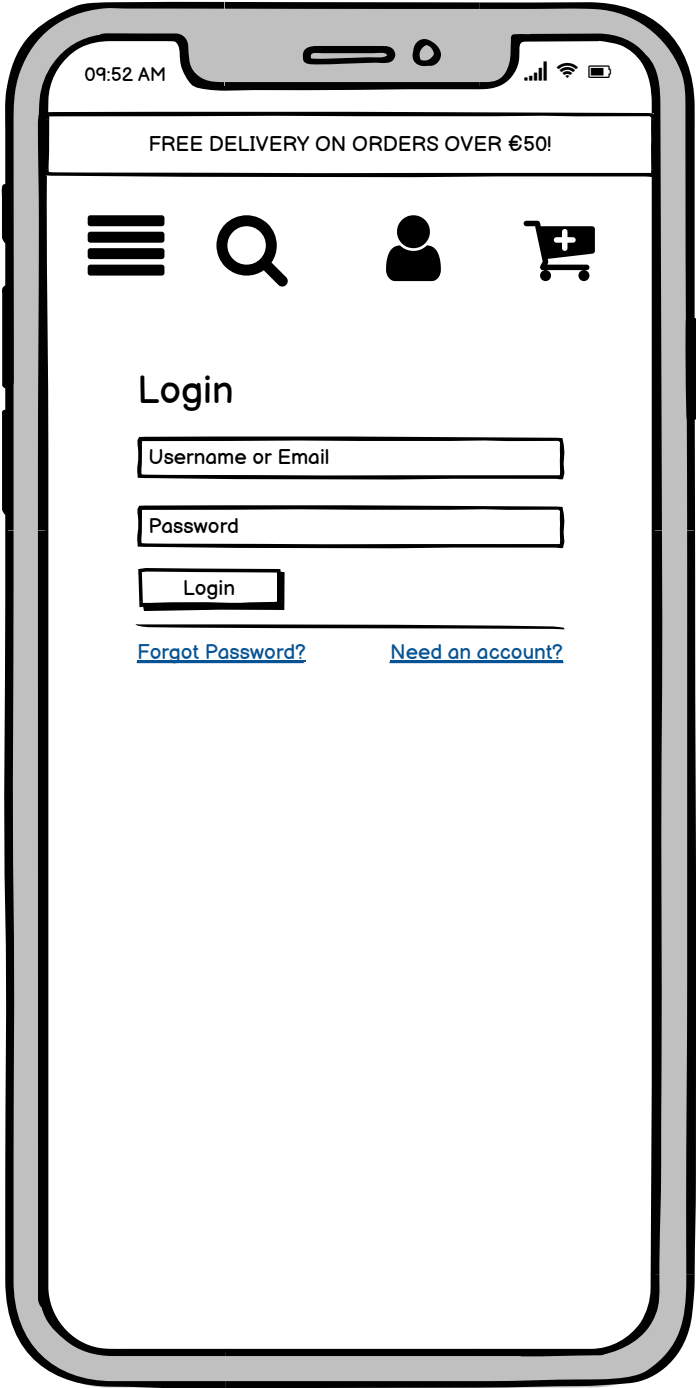 09:52 AM
FREE DELIVERY ON ORDERS OVER €50!
Login
Username or Email
Password
Login
Forgot Password? Need an account?